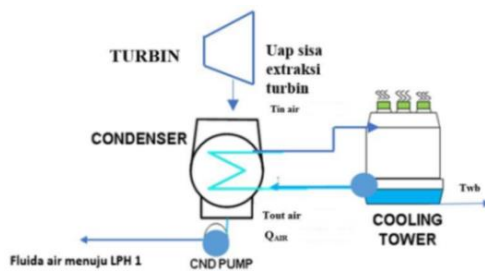 TURBIN
Uap sisa
extraksi
turbin
Tin air
CONDENSER
Twb
Tout air
COOLING
TOWER
QAIR
Fluida air menuju LPH 1
CND PUMP